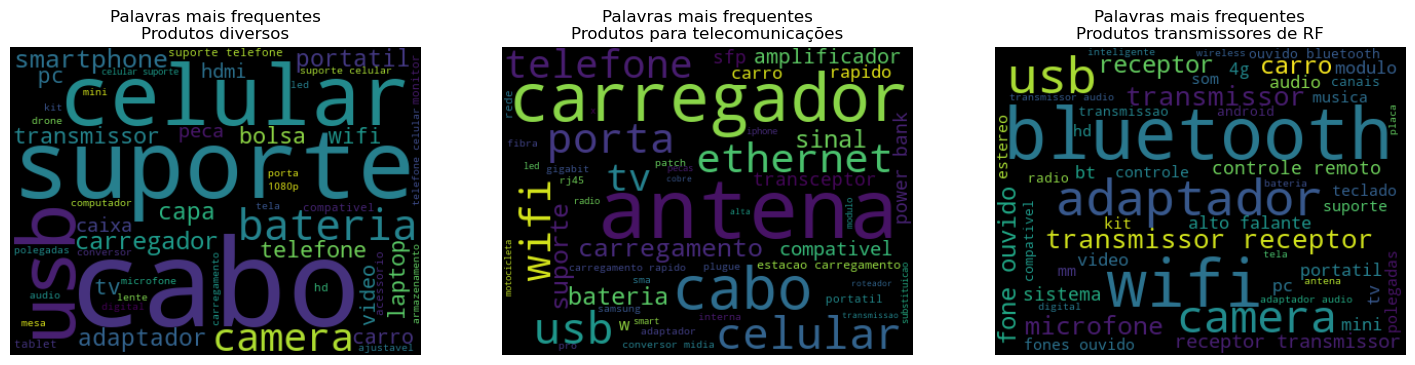 Palavras mais frequentes
Produtos diversos
smartphone
suporte telefone
portatil
pc
celular suporte
hdmi
suporte celular
mini
led
celular
kit
drone
transmissor
peca
bolsa
wifi
monitor
suporte
porta
1080p
computador
tela
compativel
telefone celular
usb
capa
bateria
caixa
carregador
telefone
polegadas
conversor
cabo
tv
microfone
lente
digital
carregamento
hd
video
acessorio
laptop
armazenamento
audio
mesa
adaptador
camera
carro
tablet
ajustavel
Palavras mais frequentes
Produtos para telecomunicações
telefone
sfp
amplificador
carro
rapido
rede
carregador
fibra
porta
iphone
sinal
led
gigabit
patch
ethernet
power bank
wifi
rj45
tv
pecas
cobre
transceptor
radio
antena
alta
modulo
motocicleta
suporte
carregamento
compativel
carregamento rapido
plugue
estacao carregamento
sma
roteador
bateria
samsung
cabo
portatil
substituicao
usb
w
smart
interna
transmissao
adaptador
celular
pro
conversor midia
Palavras mais frequentes
Produtos transmissores de RF
inteligente
wireless
ouvido bluetooth
usb
receptor
4g
carro
modulo
som
audio
canais
transmissor audio
transmissor
musica
transmissao
android
placa
estereo
hd
bluetooth
radio
bt
controle
controle remoto
adaptador
bateria
teclado
suporte
fone ouvido
compativel
kit
alto falante
transmissor receptor
tela
mm
video
wifi
portatil
pc
antena
tv
polegadas
sistema
adaptador audio
digital
camera
mini
microfone
fones ouvido
receptor transmissor